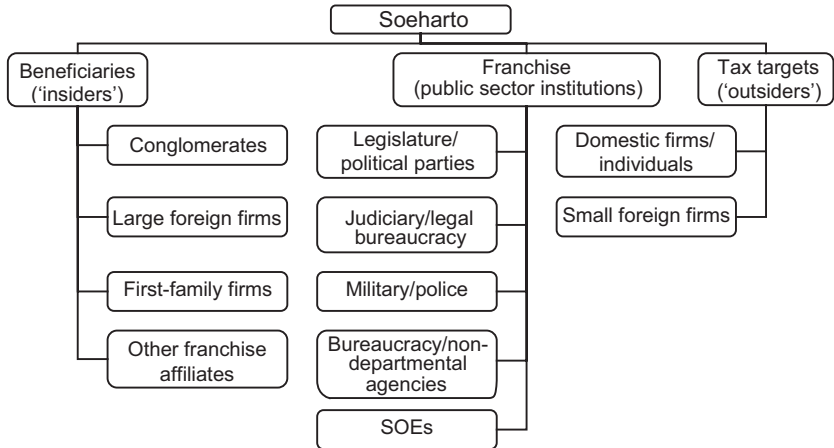 Soeharto
Beneficiaries
(‘insiders’)
Franchise
(public sector institutions)
Tax targets
(‘outsiders’)
Conglomerates
Large foreign firms
First-family firms
Other franchise
affiliates
Legislature/
political parties
Judiciary/legal
bureaucracy
Military/police
Bureaucracy/non-
departmental
agencies
SOEs
Domestic firms/
individuals
Small foreign firms